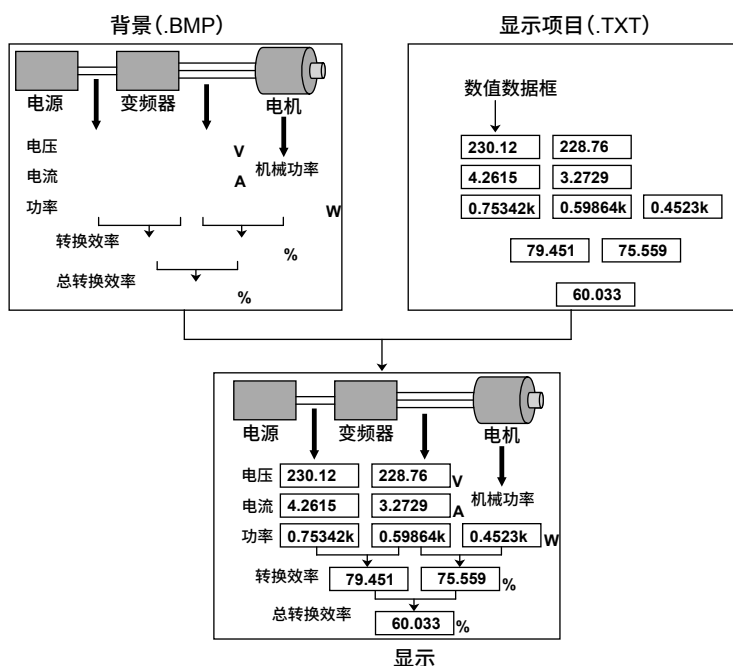 背景(.BMP)
电源
变频器
电机
电压
V
机械功率
电流
A
功率
W
转换效率
%
总转换效率
%
显示项目(.TXT)
数值数据框
230.12 228.76
4.2615 3.2729
0.75342k 0.59864k 0.4523k
79.451 75.559
60.033
电源
变频器
电机
电压 230.12 228.76 V
机械功率
电流 4.2615 3.2729 A
功率 0.75342k 0.59864k 0.4523k W
转换效率 79.451 75.559 %
总转换效率 60.033 %
显示